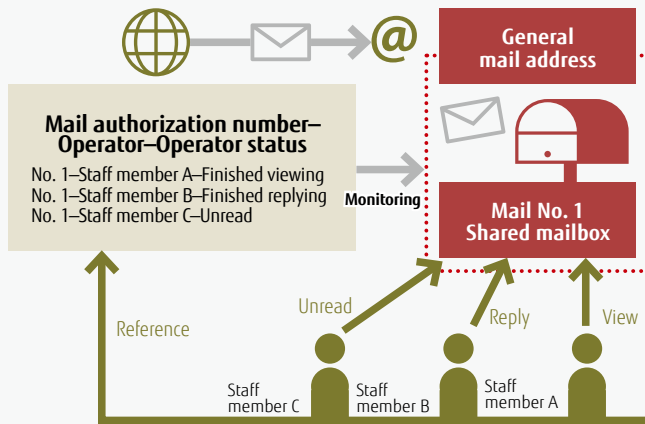 @
General
mail address
Mail authorization number–
Operator–Operator status
No. 1–Staff member A–Finished viewing
No. 1–Staff member B–Finished replying
No. 1–Staff member C–Unread
Monitoring
Mail No. 1
Shared mailbox
Reference
Unread
Reply
View
Staff
member C
Staff
member B
Staff
member A